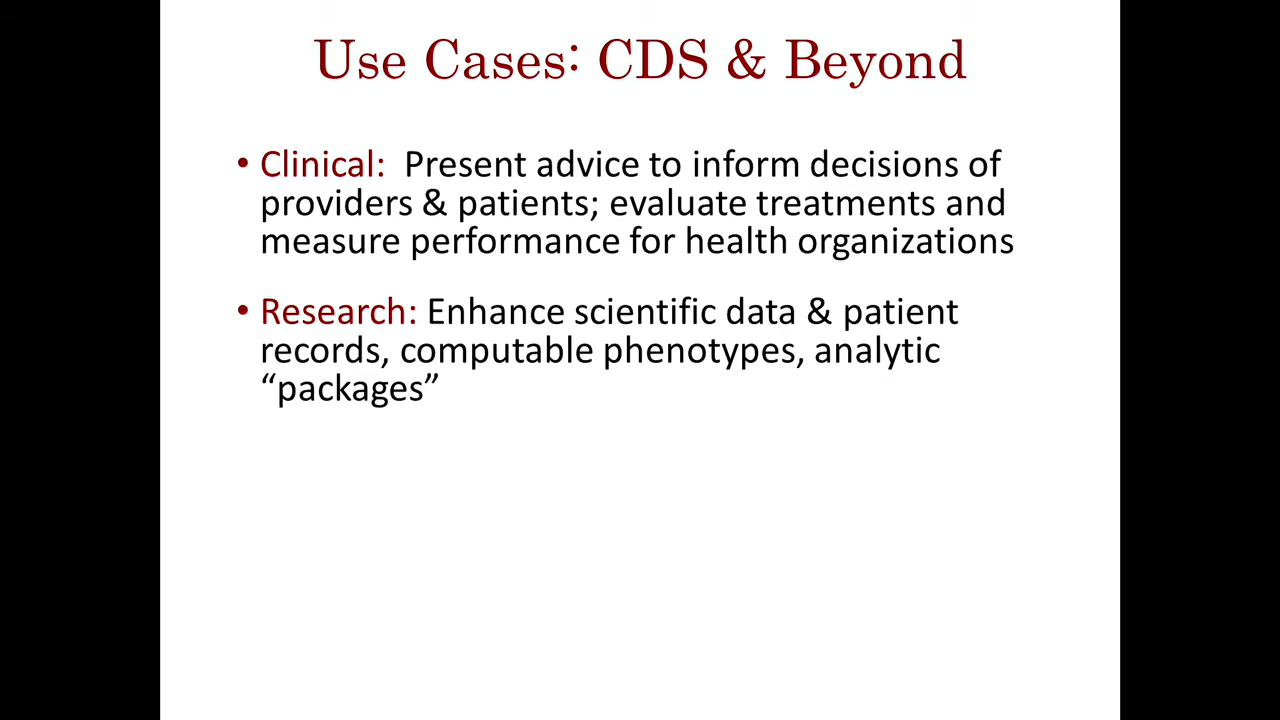 Use Cases: CDS & Beyond
• Clinical:  Present advice to inform decisions of
providers & patients; evaluate treatments and
measure performance for health organizations
• Research: Enhance scientific data & patient
records, computable phenotypes, analytic
“packages”